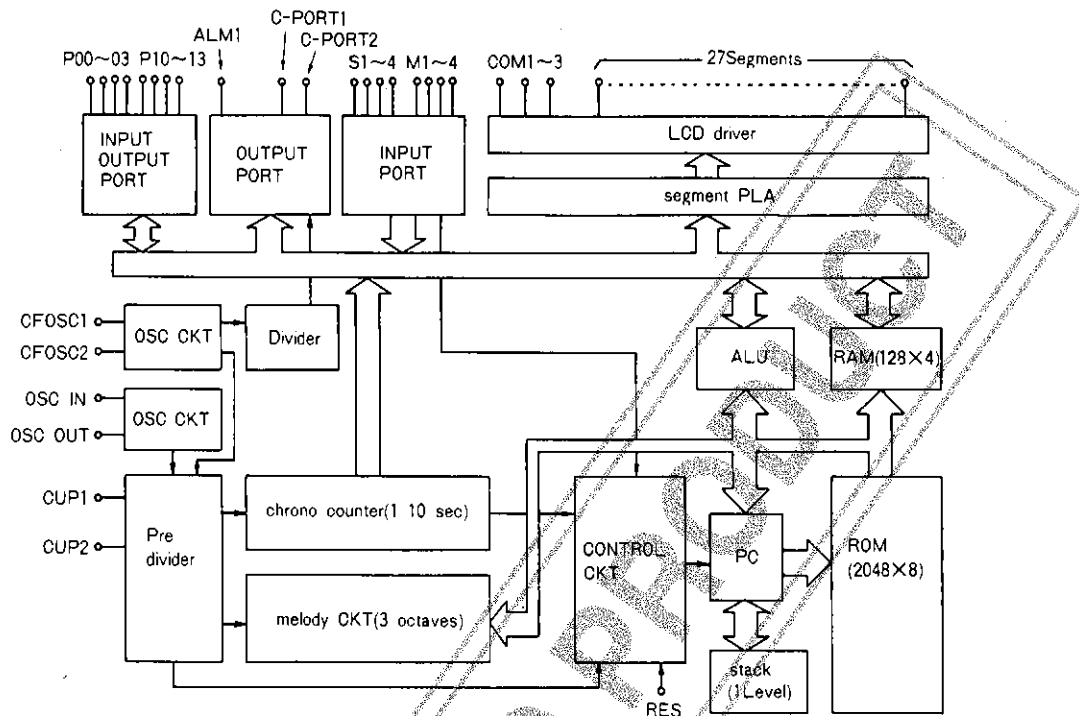 C-PORT1
ALM1
C-PORT2
P00~03 P10~13
S1~4 M1~4 COM1~3
27Segments
INPUT
OUTPUT
PORT
OUTPUT
PORT
INPUT
PORT
LCD driver
segment PLA
CFOSC1
CFOSC2
OSC CKT
Divider
ALU
RAM(128×4)
OSC IN
OSC OUT
OSC CKT
CUP1
CUP2
Pre
divider
chrono counter(1 10 sec)
melody CKT(3 octaves)
CONTROL
CKT
PC
ROM
(2048×8)
stack
(1Level)
RES